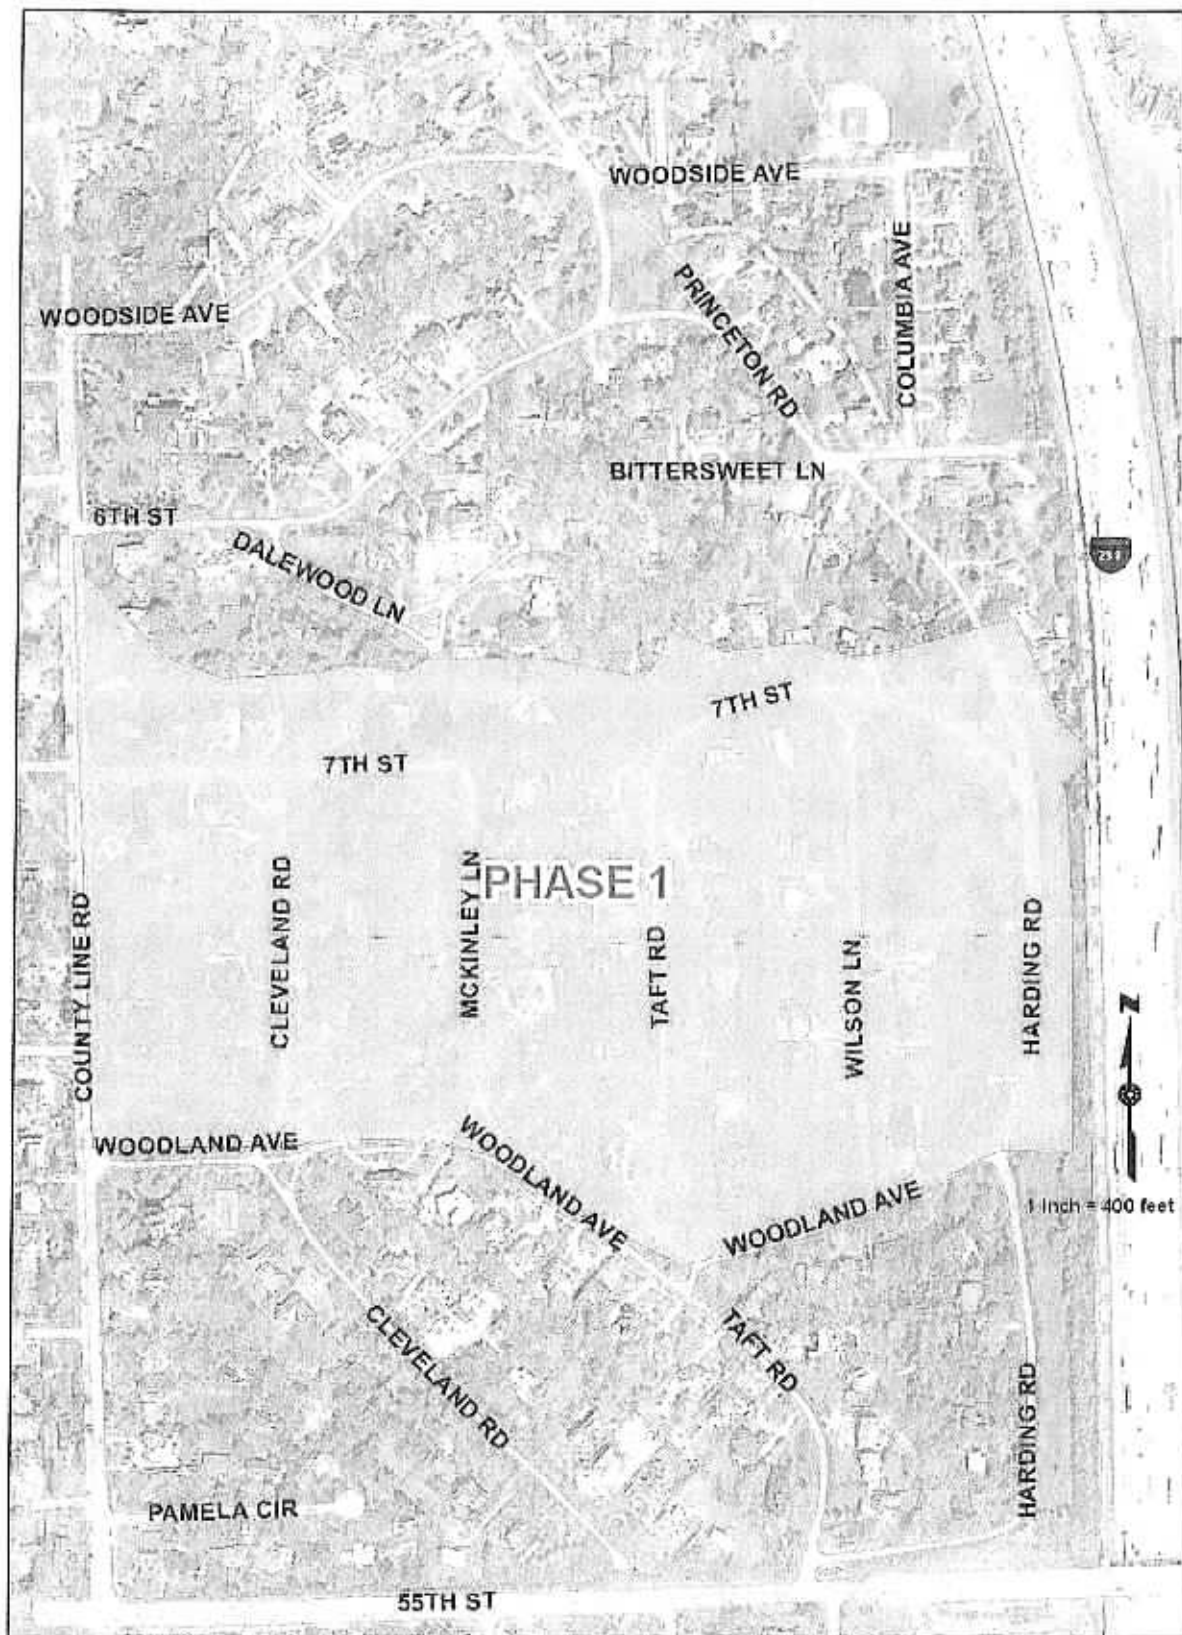 WOODSIDE AVE
COLUMBIA AVE
PRINCETON RD
WOODSIDE AVE
BITTERSWEET LN
6TH ST
DALEWOOD LN
7TH ST
7TH ST
PHASE 1
COUNTY LINE RD
CLEVELAND RD
MCKINLEY LN
TAFT RD
WILSON LN
HARDING RD
N
WOODLAND AVE
WOODLAND AVE
WOODLAND AVE
1 Inch = 400 feet
CLEVELAND RD
TAFT RD
HARDING RD
PAMELA CIR
55TH ST